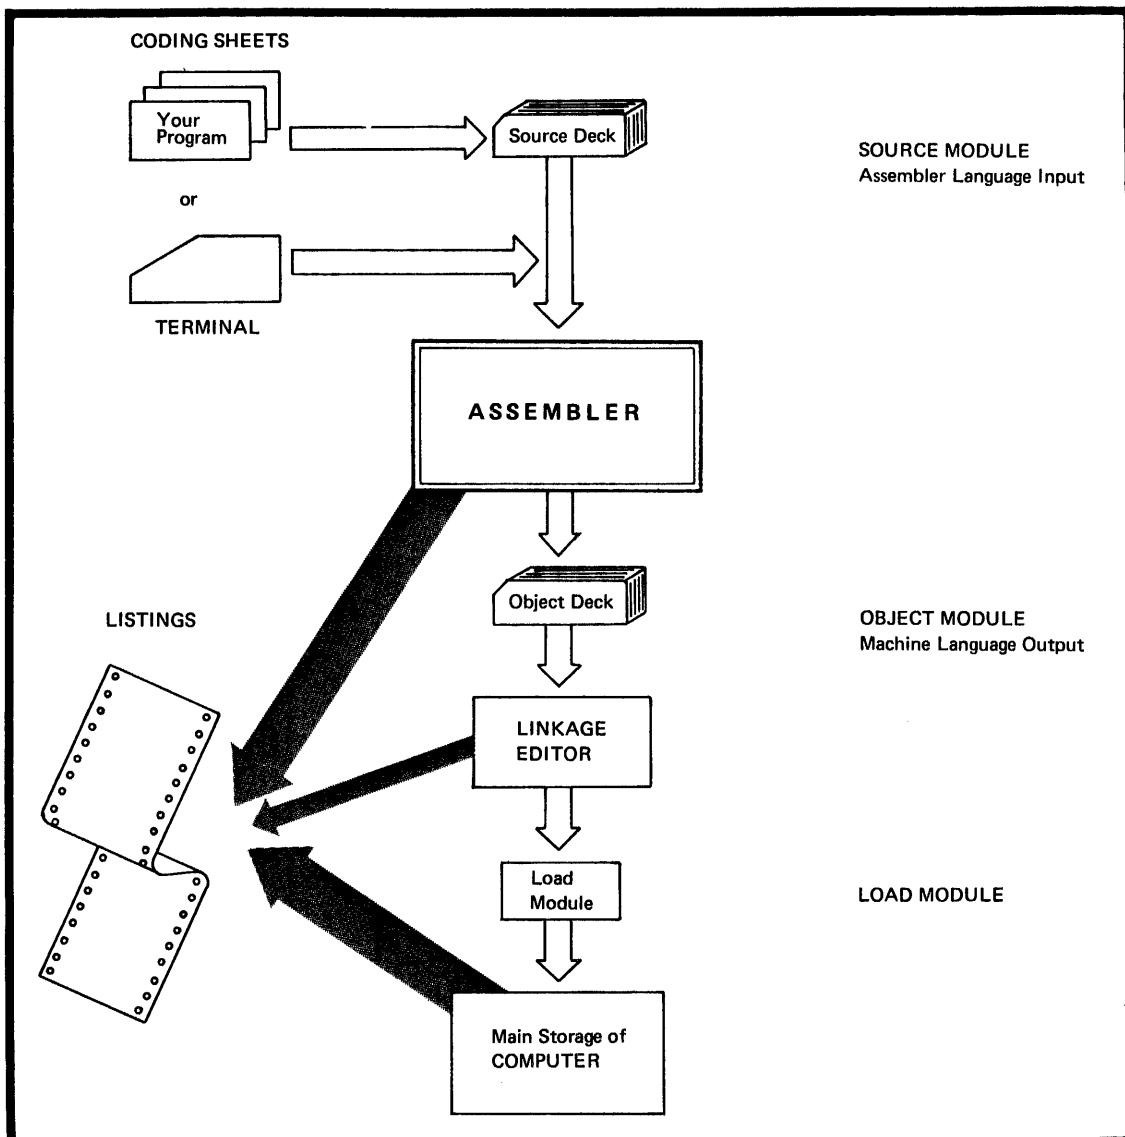 CODING SHEETS
Your
Program
Source Deck
SOURCE MODULE
Assembler Language Input
or
TERMINAL
ASSEMBLER
Object Deck
LISTINGS
OBJECT MODULE
Machine Language Output
LINKAGE
EDITOR
Load
Module
LOAD MODULE
Main Storage of
COMPUTER